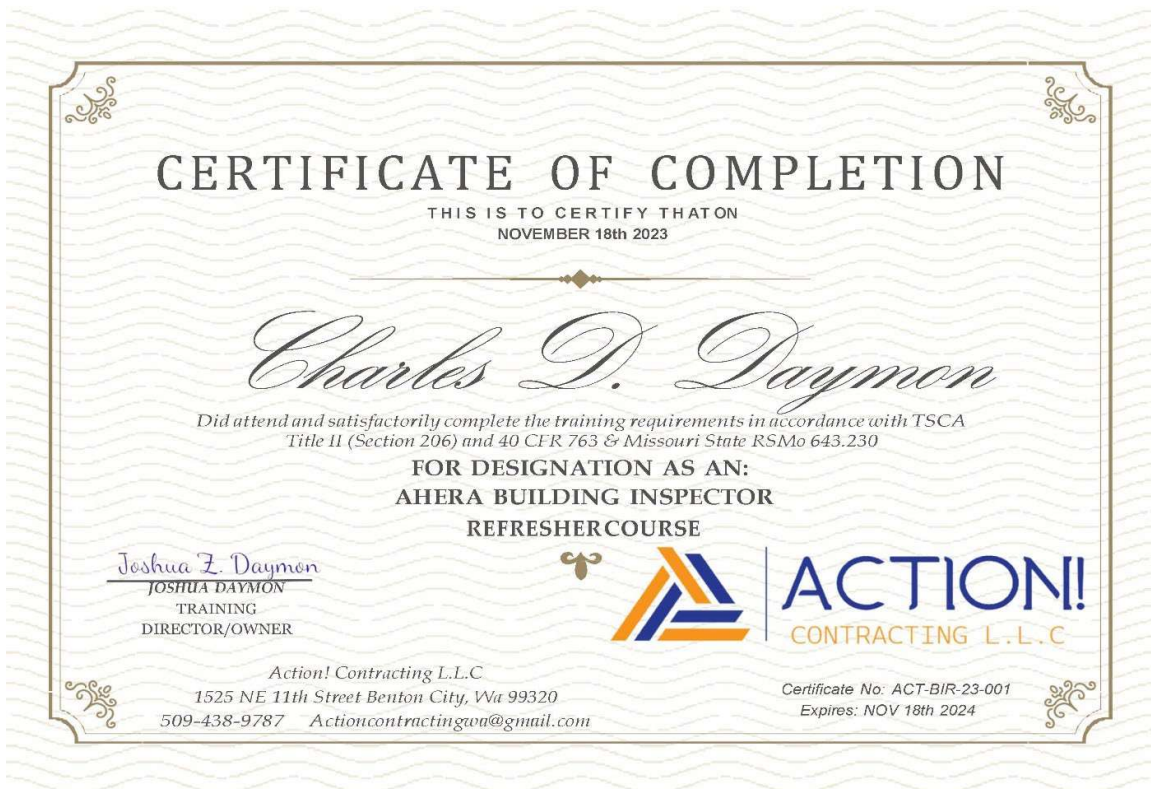 CERTIFICATE OF COMPLETION
THIS IS TO CERTIFY THAT ON
NOVEMBER 18th 2023
Charles D. Daymon
Did attend and satisfactorily complete the training requirements in accordance with TSCA
Title II (Section 206) and 40 CFR 763 & Missouri State RSMo 643.230
FOR DESIGNATION AS AN:
AHERA BUILDING INSPECTOR
REFRESHER COURSE
Joshua Z. Daymon
JOSHUA DAYMON
TRAINING
DIRECTOR/OWNER
ACTION!
CONTRACTING L.L.C
Action! Contracting L.L.C
1525 NE 11th Street Benton City, Wa 99320
509-438-9787 Actioncontractingwa@gmail.com
Certificate No: ACT-BIR-23-001
Expires: NOV 18th 2024